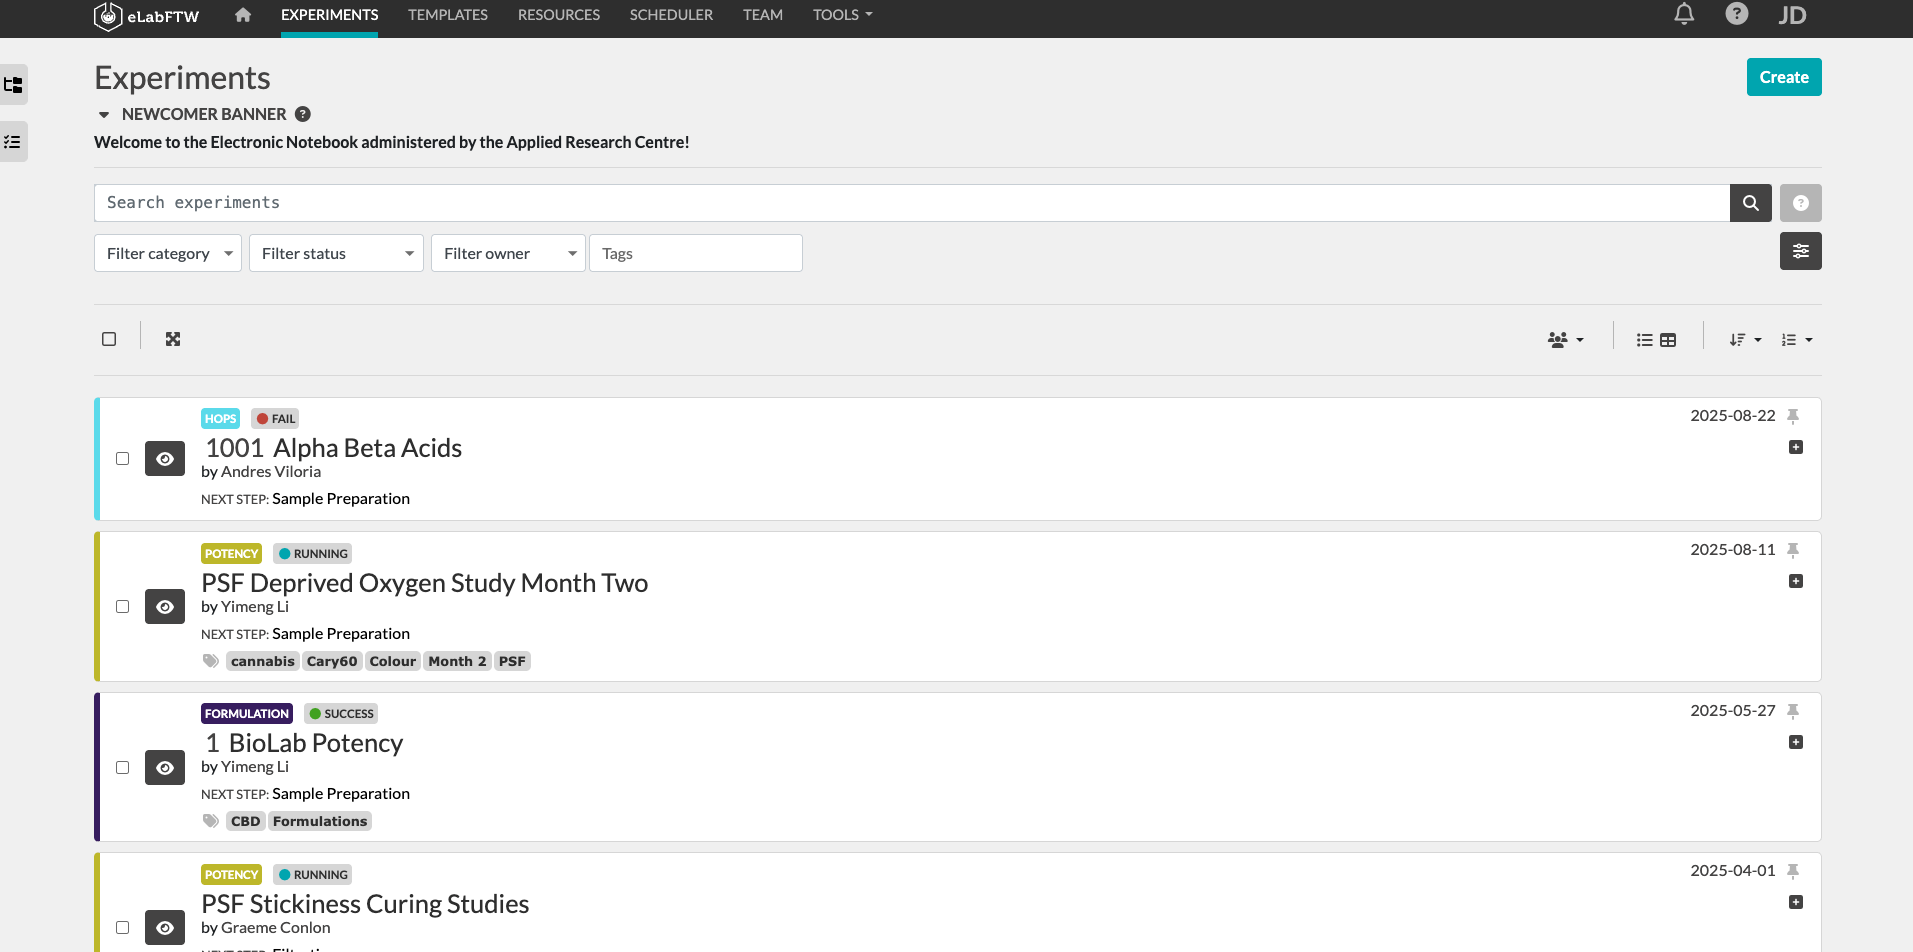 eLabFTW EXPERIMENTS TEMPLATES RESOURCES SCHEDULER TEAM TOOLS ? JD
Experiments Create
NEWCOMER BANNER ?
Welcome to the Electronic Notebook administered by the Applied Research Centre!
Search experiments ?
Filter category Filter status Filter owner Tags
HOPS FAIL 2025-08-22
1001 Alpha Beta Acids
by Andres Viloria
NEXT STEP: Sample Preparation
POTENCY RUNNING 2025-08-11
PSF Deprived Oxygen Study Month Two
by Yimeng Li
NEXT STEP: Sample Preparation
cannabis Cary60 Colour Month 2 PSF
FORMULATION SUCCESS 2025-05-27
1 BioLab Potency
by Yimeng Li
NEXT STEP: Sample Preparation
CBD Formulations
POTENCY RUNNING 2025-04-01
PSF Stickiness Curing Studies
by Graeme Conlon